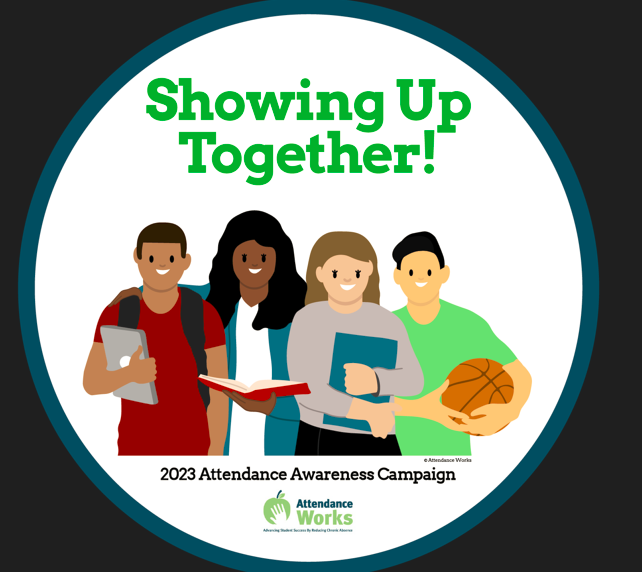 Showing Up
Together!
© Attendance Works
2023 Attendance Awareness Campaign
Attendance
Works
Advancing Student Success By Reducing Chronic Absence